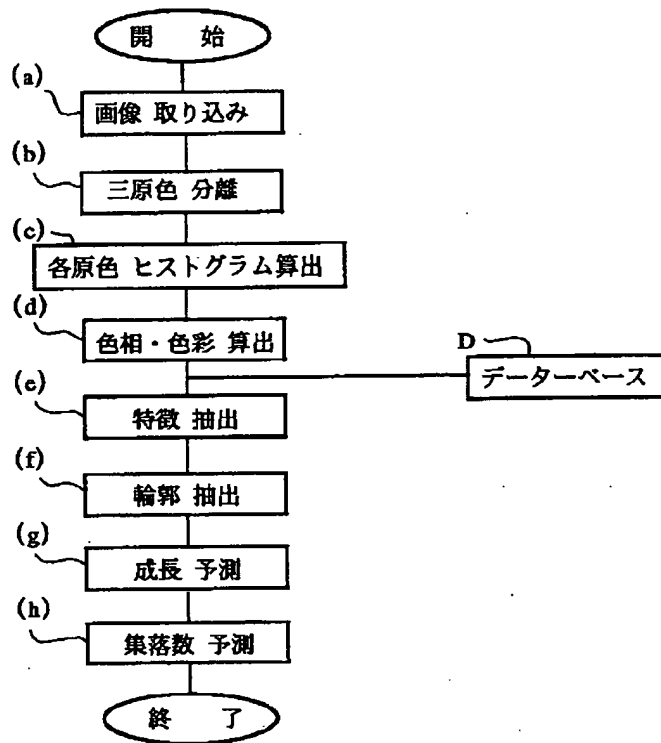 開 始
(a)
画像 取り込み
(b)
三原色 分離
(c)
各原色 ヒストグラム算出
(d)
色相・色彩 算出
D
データーベース
(e)
特徴 抽出
(f)
輪郭 抽出
(g)
成長 予測
(h)
集落数 予測
終 了